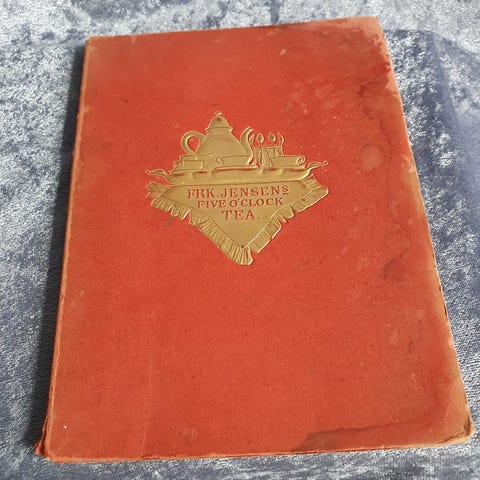 FRK. JENSENS
FIVE O'CLOCK
TEA.